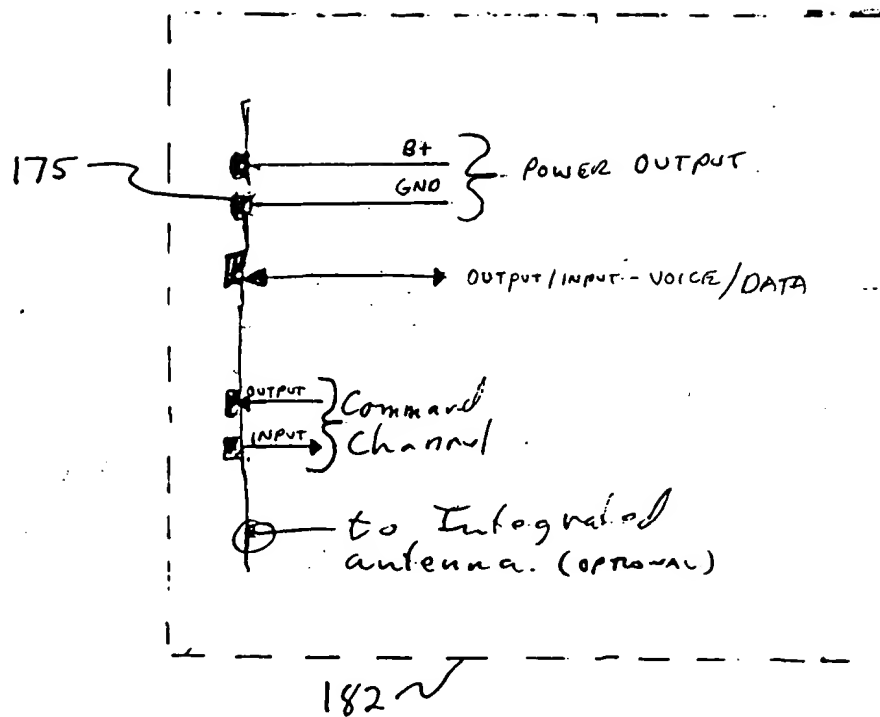 B+
175
POWER OUTPUT
GND
OUTPUT/INPUT - VOICE/DATA
OUTPUT
Command
INPUT
Channel
to Integrated
antenna. (OPTIONAL)
182